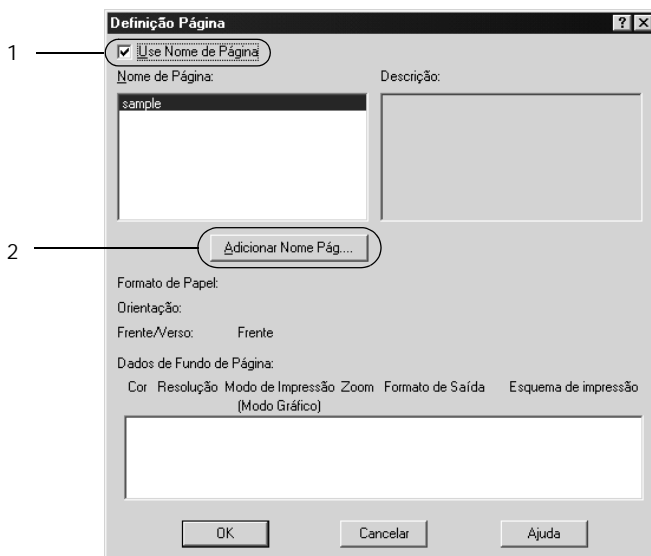 Definição Página
1
Use Nome de Página
Nome de Página: Descrição:
sample
2
Adicionar Nome Pág....
Formato de Papel:
Orientação:
Frente/Verso: Frente
Dados de Fundo de Página:
Cor Resolução Modo de Impressão Zoom Formato de Saída Esquema de impressão
(Modo Gráfico)
OK Cancelar Ajuda